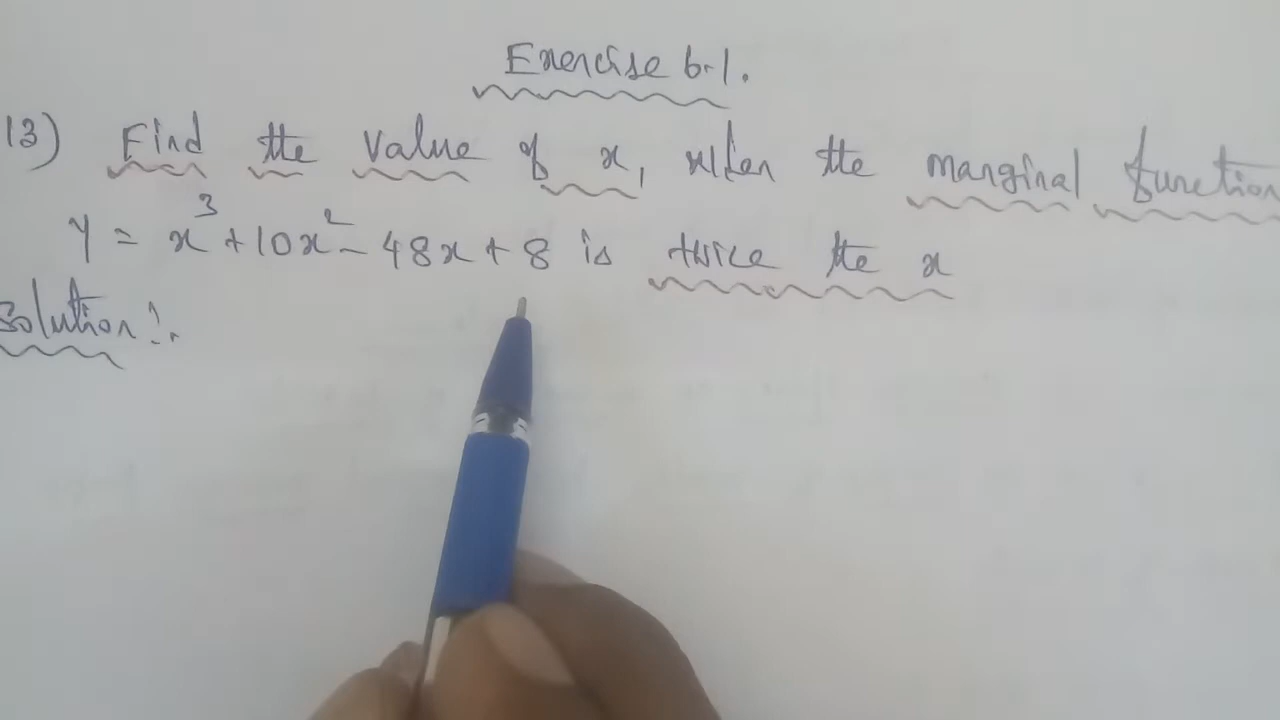 Exercise 6.1.
13) Find the value of x, when the marginal function
y = x³ + 10x² - 48x + 8 is twice the x
Solution:.